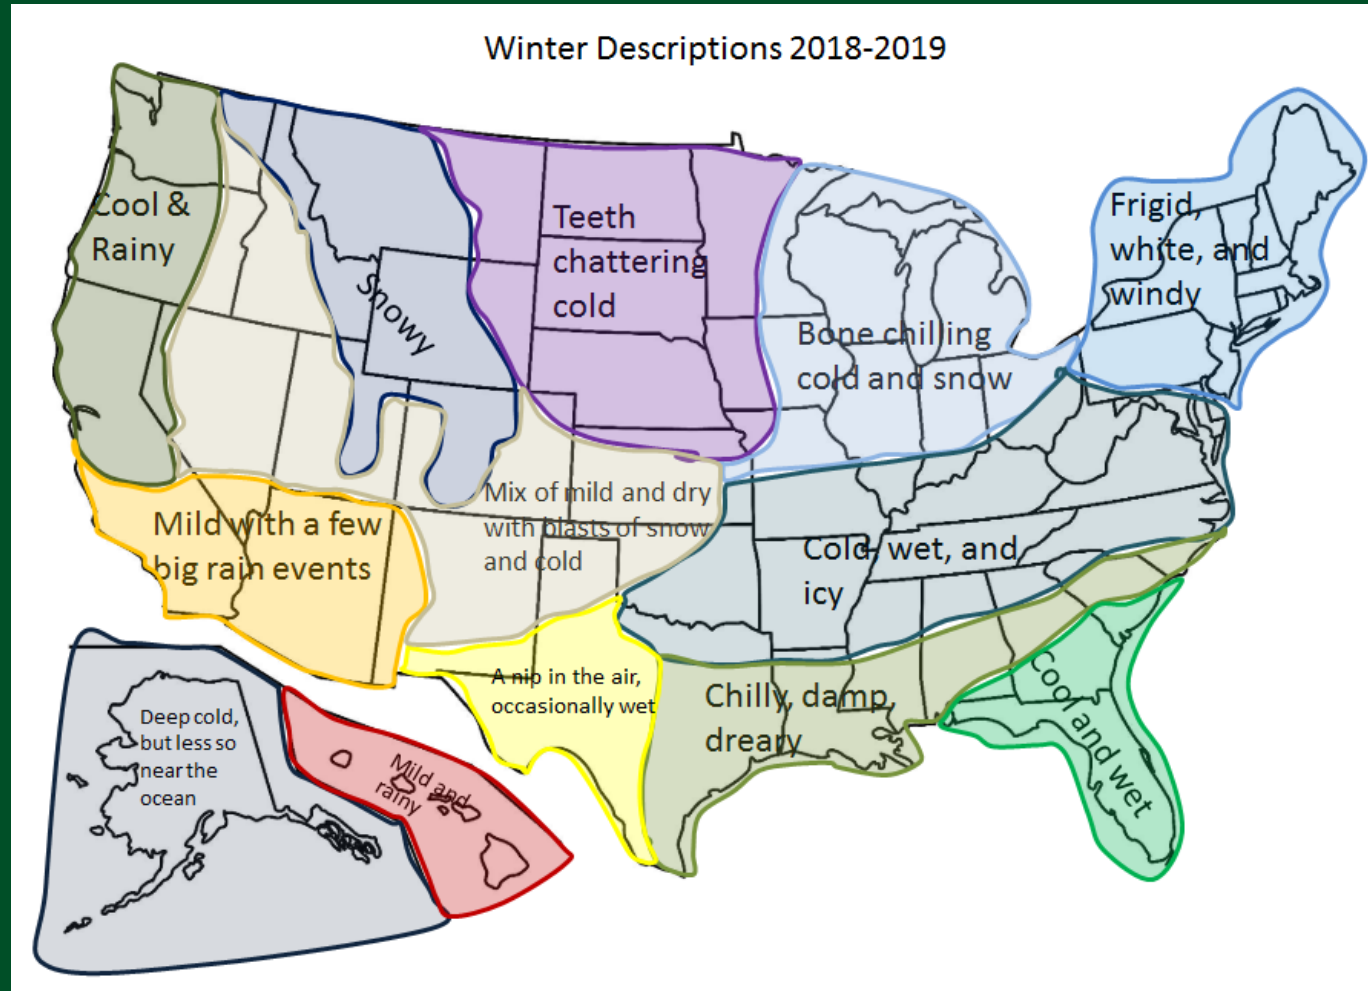 Winter Descriptions 2018-2019
Cool &
Rainy
Snowy
Teeth
chattering
cold
Bone chilling
cold and snow
Frigid,
white, and
windy
Mix of mild and dry
with blasts of snow
and cold
Mild with a few
big rain events
Cold, wet, and
icy
A nip in the air,
occasionally wet
Chilly, damp,
dreary
Cool and wet
Deep cold,
but less so
near the
ocean
Mild and
rainy